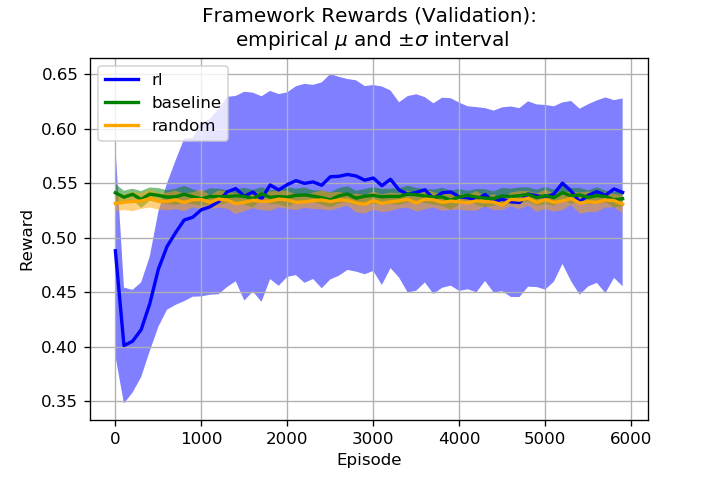 Framework Rewards (Validation):
empirical μ and ±σ interval
rl
baseline
random
Reward
0.65
0.60
0.55
0.50
0.45
0.40
0.35
0 1000 2000 3000 4000 5000 6000
Episode